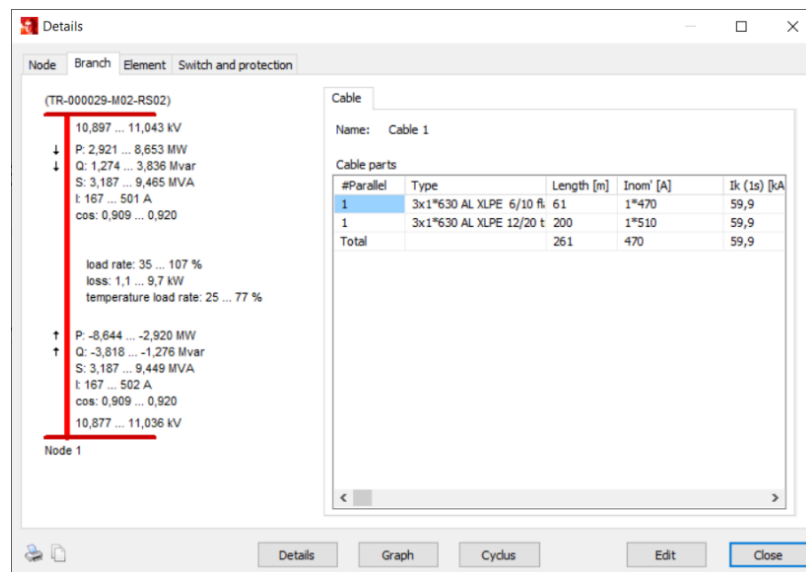 Details
Node Branch Element Switch and protection
(TR-000029-M02-RS02)
10,897 ... 11,043 kV
↓ P: 2,921 ... 8,653 MW
↓ Q: 1,274 ... 3,836 Mvar
S: 3,187 ... 9,465 MVA
I: 167 ... 501 A
cos: 0,909 ... 0,920
load rate: 35 ... 107 %
loss: 1,1 ... 9,7 kW
temperature load rate: 25 ... 77 %
↑ P: -8,644 ... -2,920 MW
↑ Q: -3,818 ... -1,276 Mvar
S: 3,187 ... 9,449 MVA
I: 167 ... 502 A
cos: 0,909 ... 0,920
10,877 ... 11,036 kV
Node 1
Cable
Name: Cable 1
Cable parts
#Parallel Type Length [m] Inom' [A] Ik (1s) [kA
1 3x1*630 AL XLPE 6/10 fl 61 1*470 59,9
1 3x1*630 AL XLPE 12/20 t 200 1*510 59,9
Total 261 470 59,9
Details Graph Cyclus Edit Close